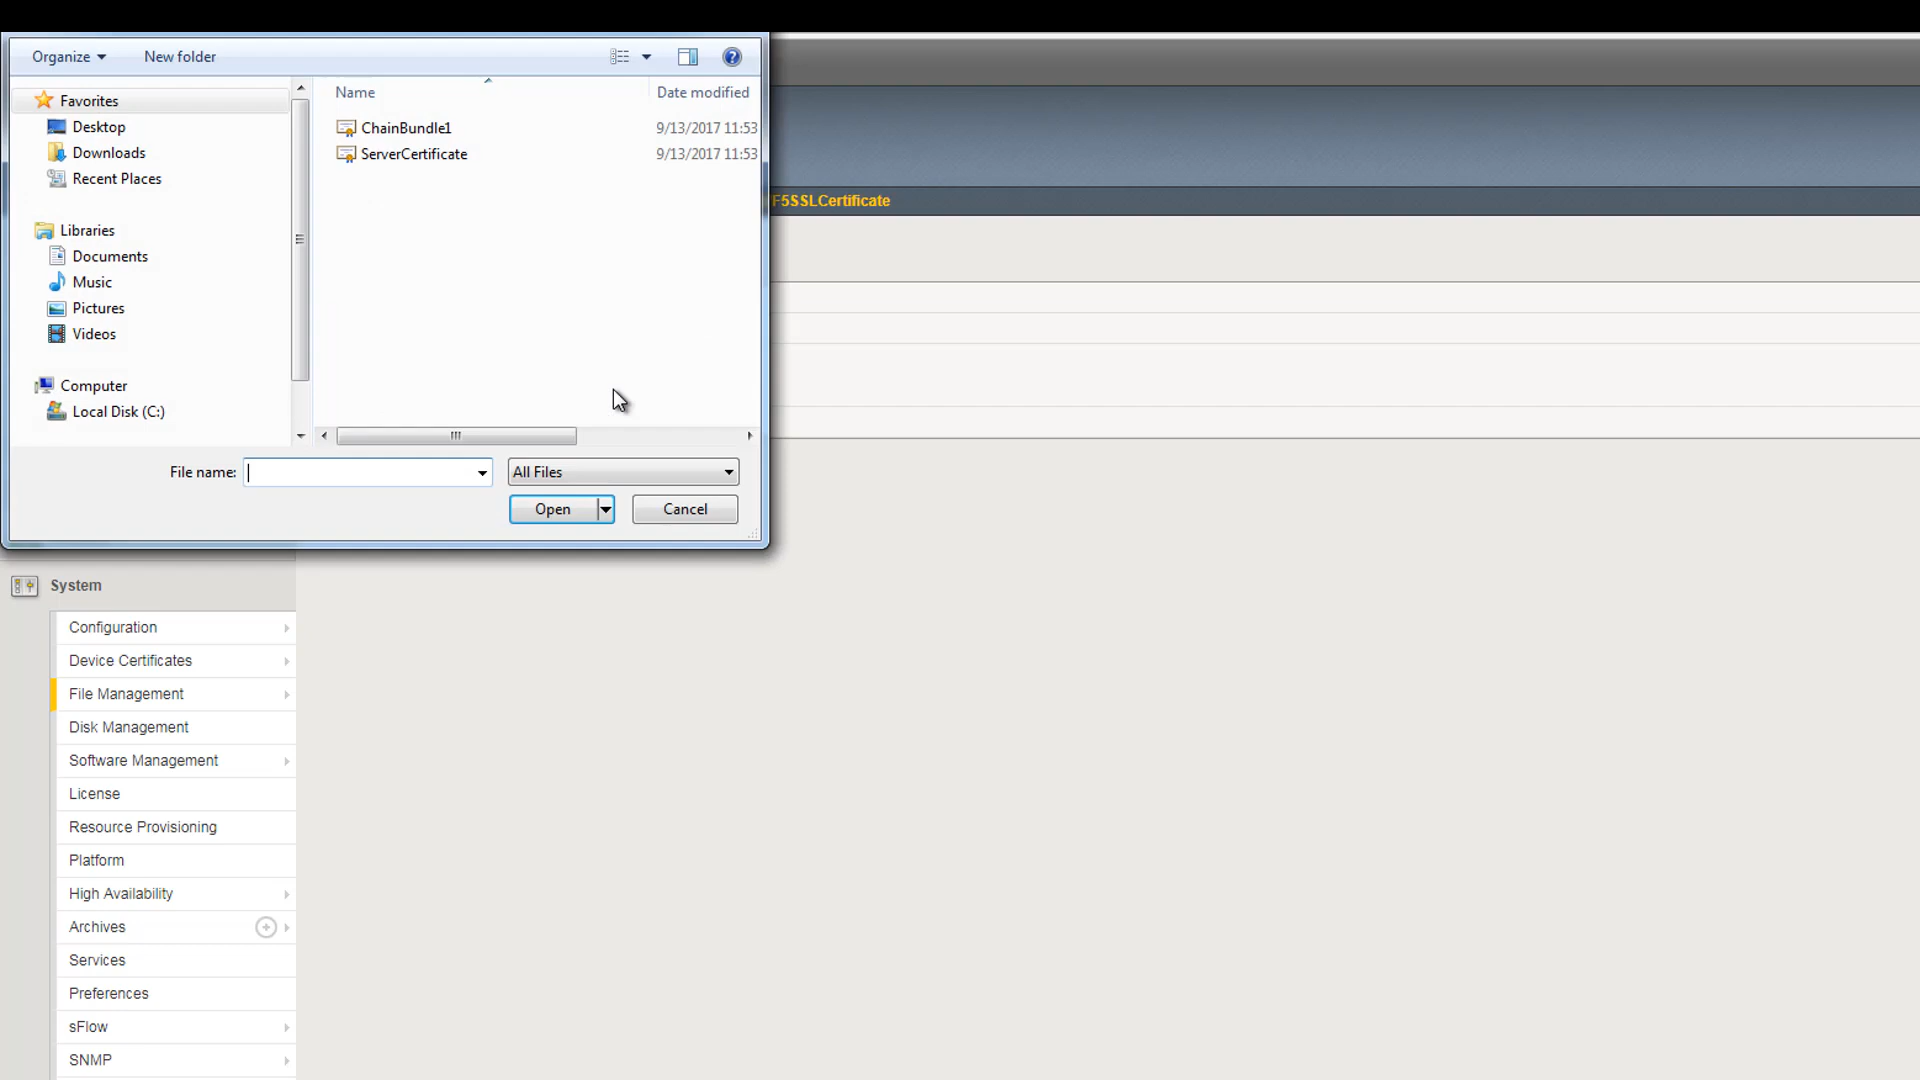 Organize
New folder
Name
Date modified
Favorites
Desktop
Downloads
Recent Places
Libraries
Documents
Music
Pictures
Videos
Computer
Local Disk (C:)
ChainBundle1
9/13/2017 11:53
ServerCertificate
9/13/2017 11:53
File name:
All Files
Open
Cancel
F5SSLCertificate
System
Configuration
Device Certificates
File Management
Disk Management
Software Management
License
Resource Provisioning
Platform
High Availability
Archives
Services
Preferences
sFlow
SNMP